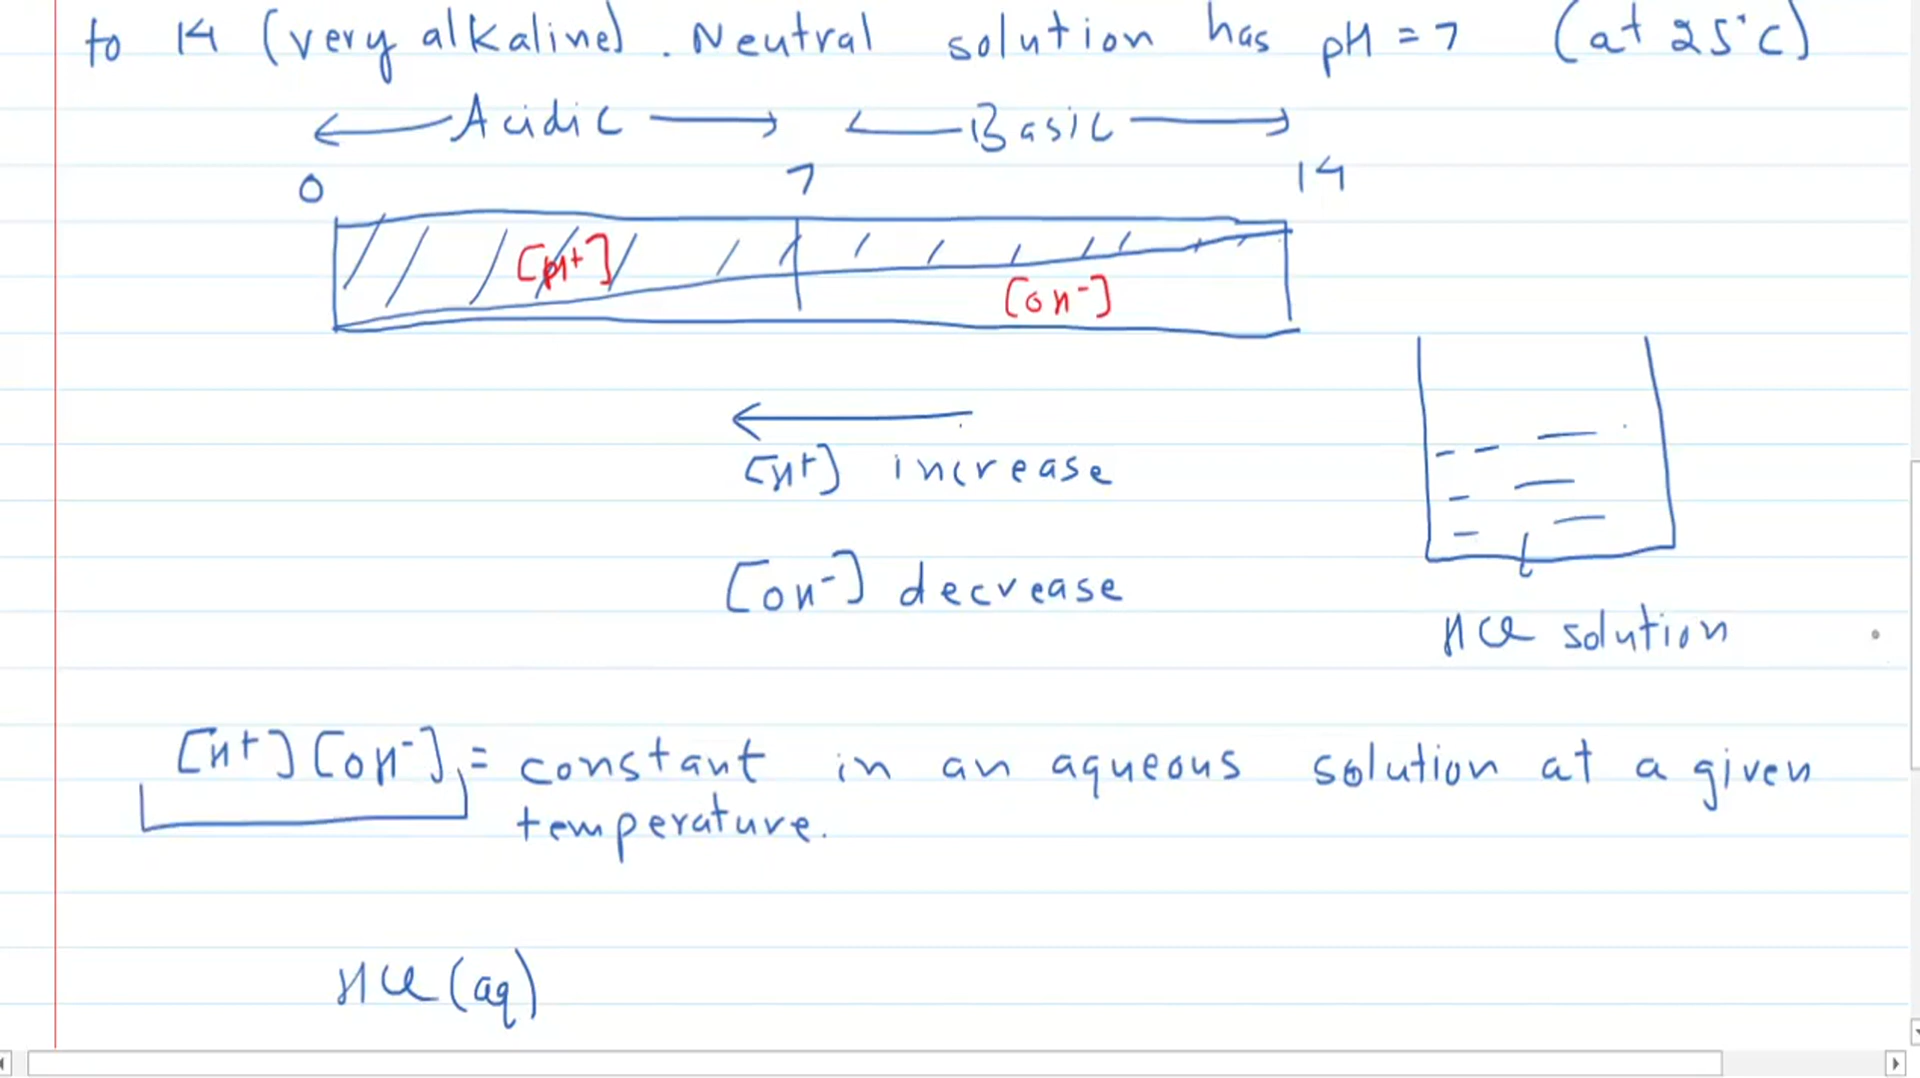 to 14 (very alkaline). Neutral solution has pH = 7 (at 25°C)
Acidic Basic
0 7 14
[H+]
[OH-]
[H+] increase
[OH-] decrease
HCl solution
[H+][OH-] = constant in an aqueous solution at a given
temperature.
HCl (aq)